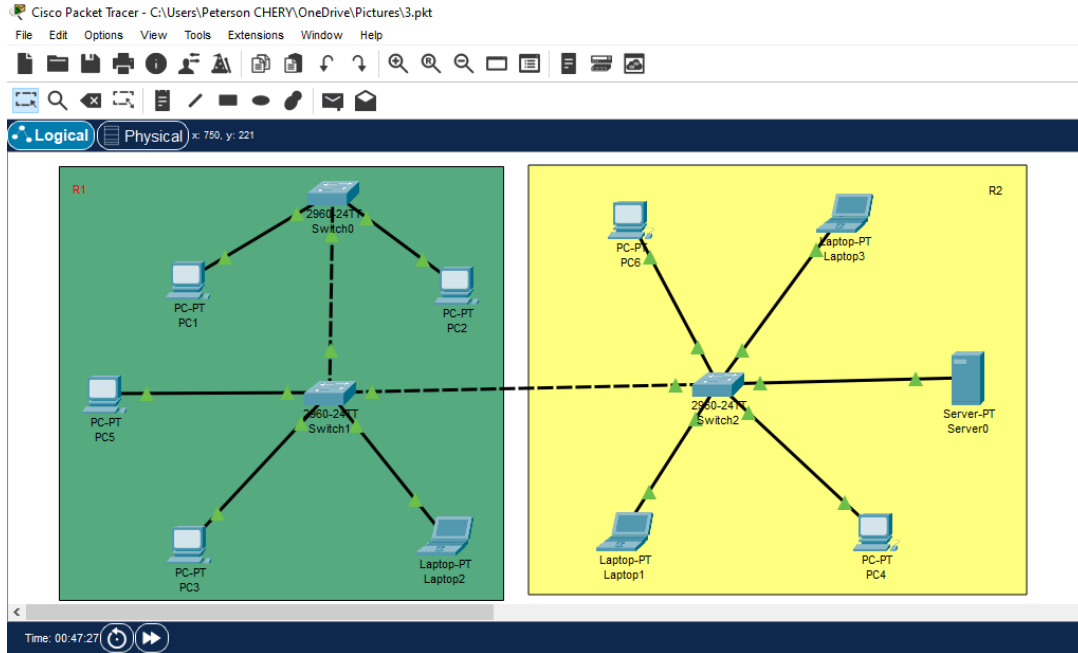 Cisco Packet Tracer - C:\Users\Peterson CHERY\OneDrive\Pictures\3.pkt
File Edit Options View Tools Extensions Window Help
Logical Physical x: 750, y: 221
R1
2960-24TT
Switch0
PC-PT
PC1
PC-PT
PC2
PC-PT
PC5
2960-24TT
Switch1
PC-PT
PC3
Laptop-PT
Laptop2
R2
PC-PT
PC6
Laptop-PT
Laptop3
2960-24TT
Switch2
Server-PT
Server0
Laptop-PT
Laptop1
PC-PT
PC4
Time: 00:47:27